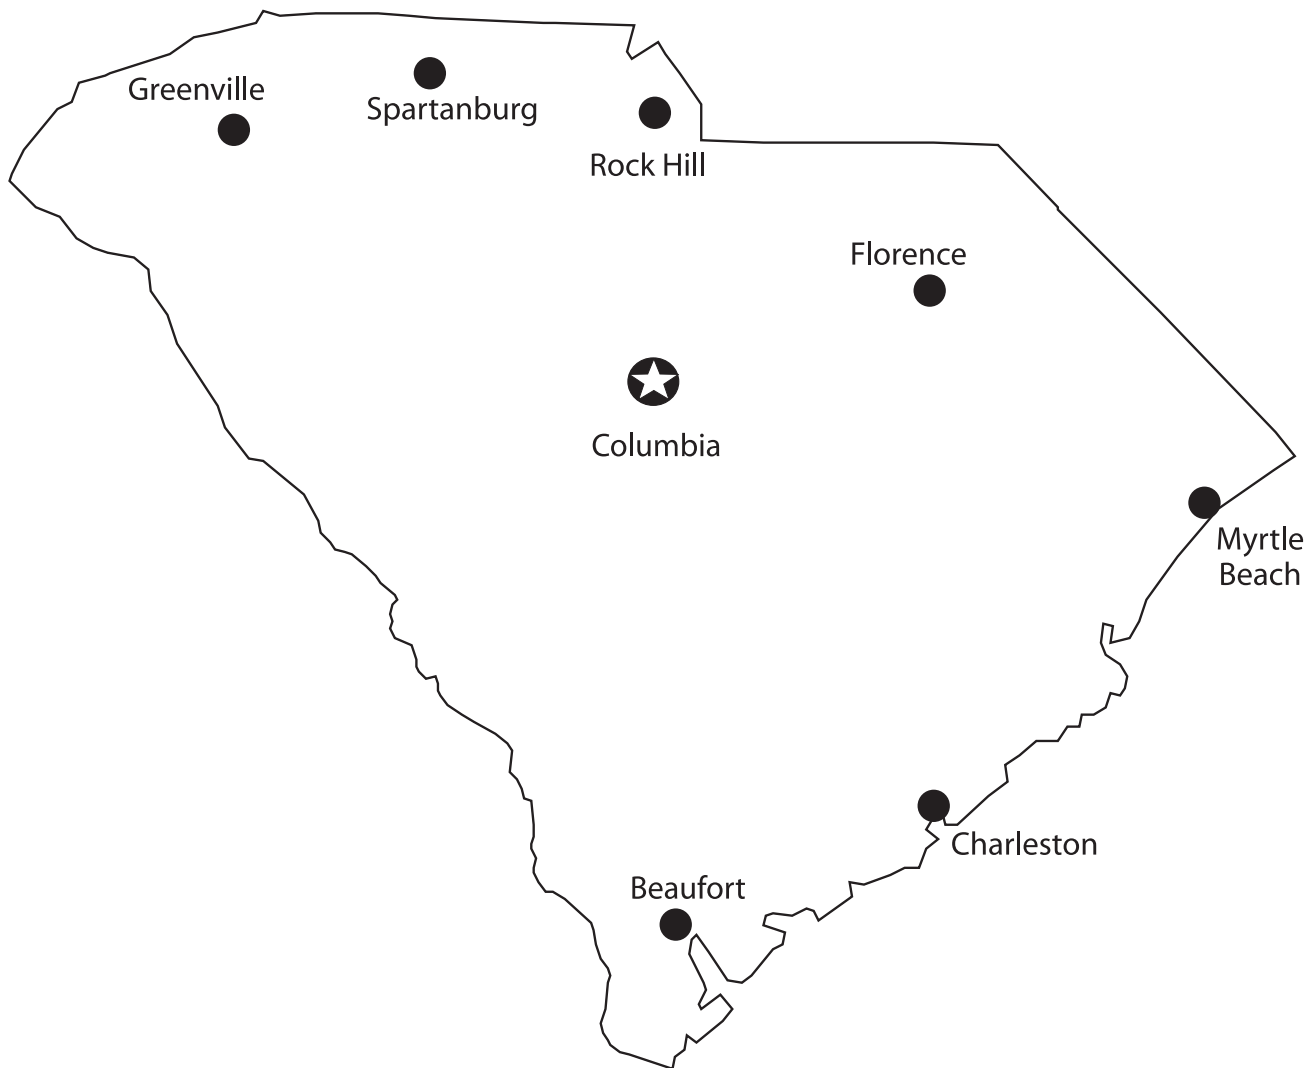 Greenville
Spartanburg
Rock Hill
Florence
Columbia
Myrtle
Beach
Charleston
Beaufort